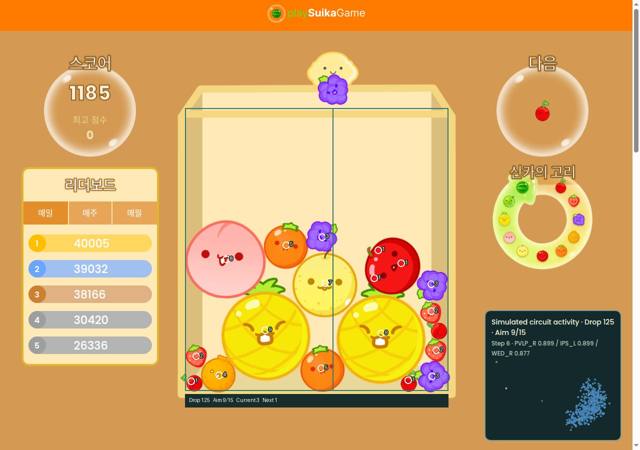 playSuikaGame
스코어
1185
최고 점수
0
리더보드
매일
매주
매월
1 40005
2 39032
3 38166
4 30420
5 26336
다음
신카의 고리
Simulated circuit activity · Drop 125
· Aim 9/15
Step 6 · PVLP_R 0.899 / IPS_L 0.899 /
WED_R 0.877
Drop 125 Aim 9/15 Current 3 Next 1